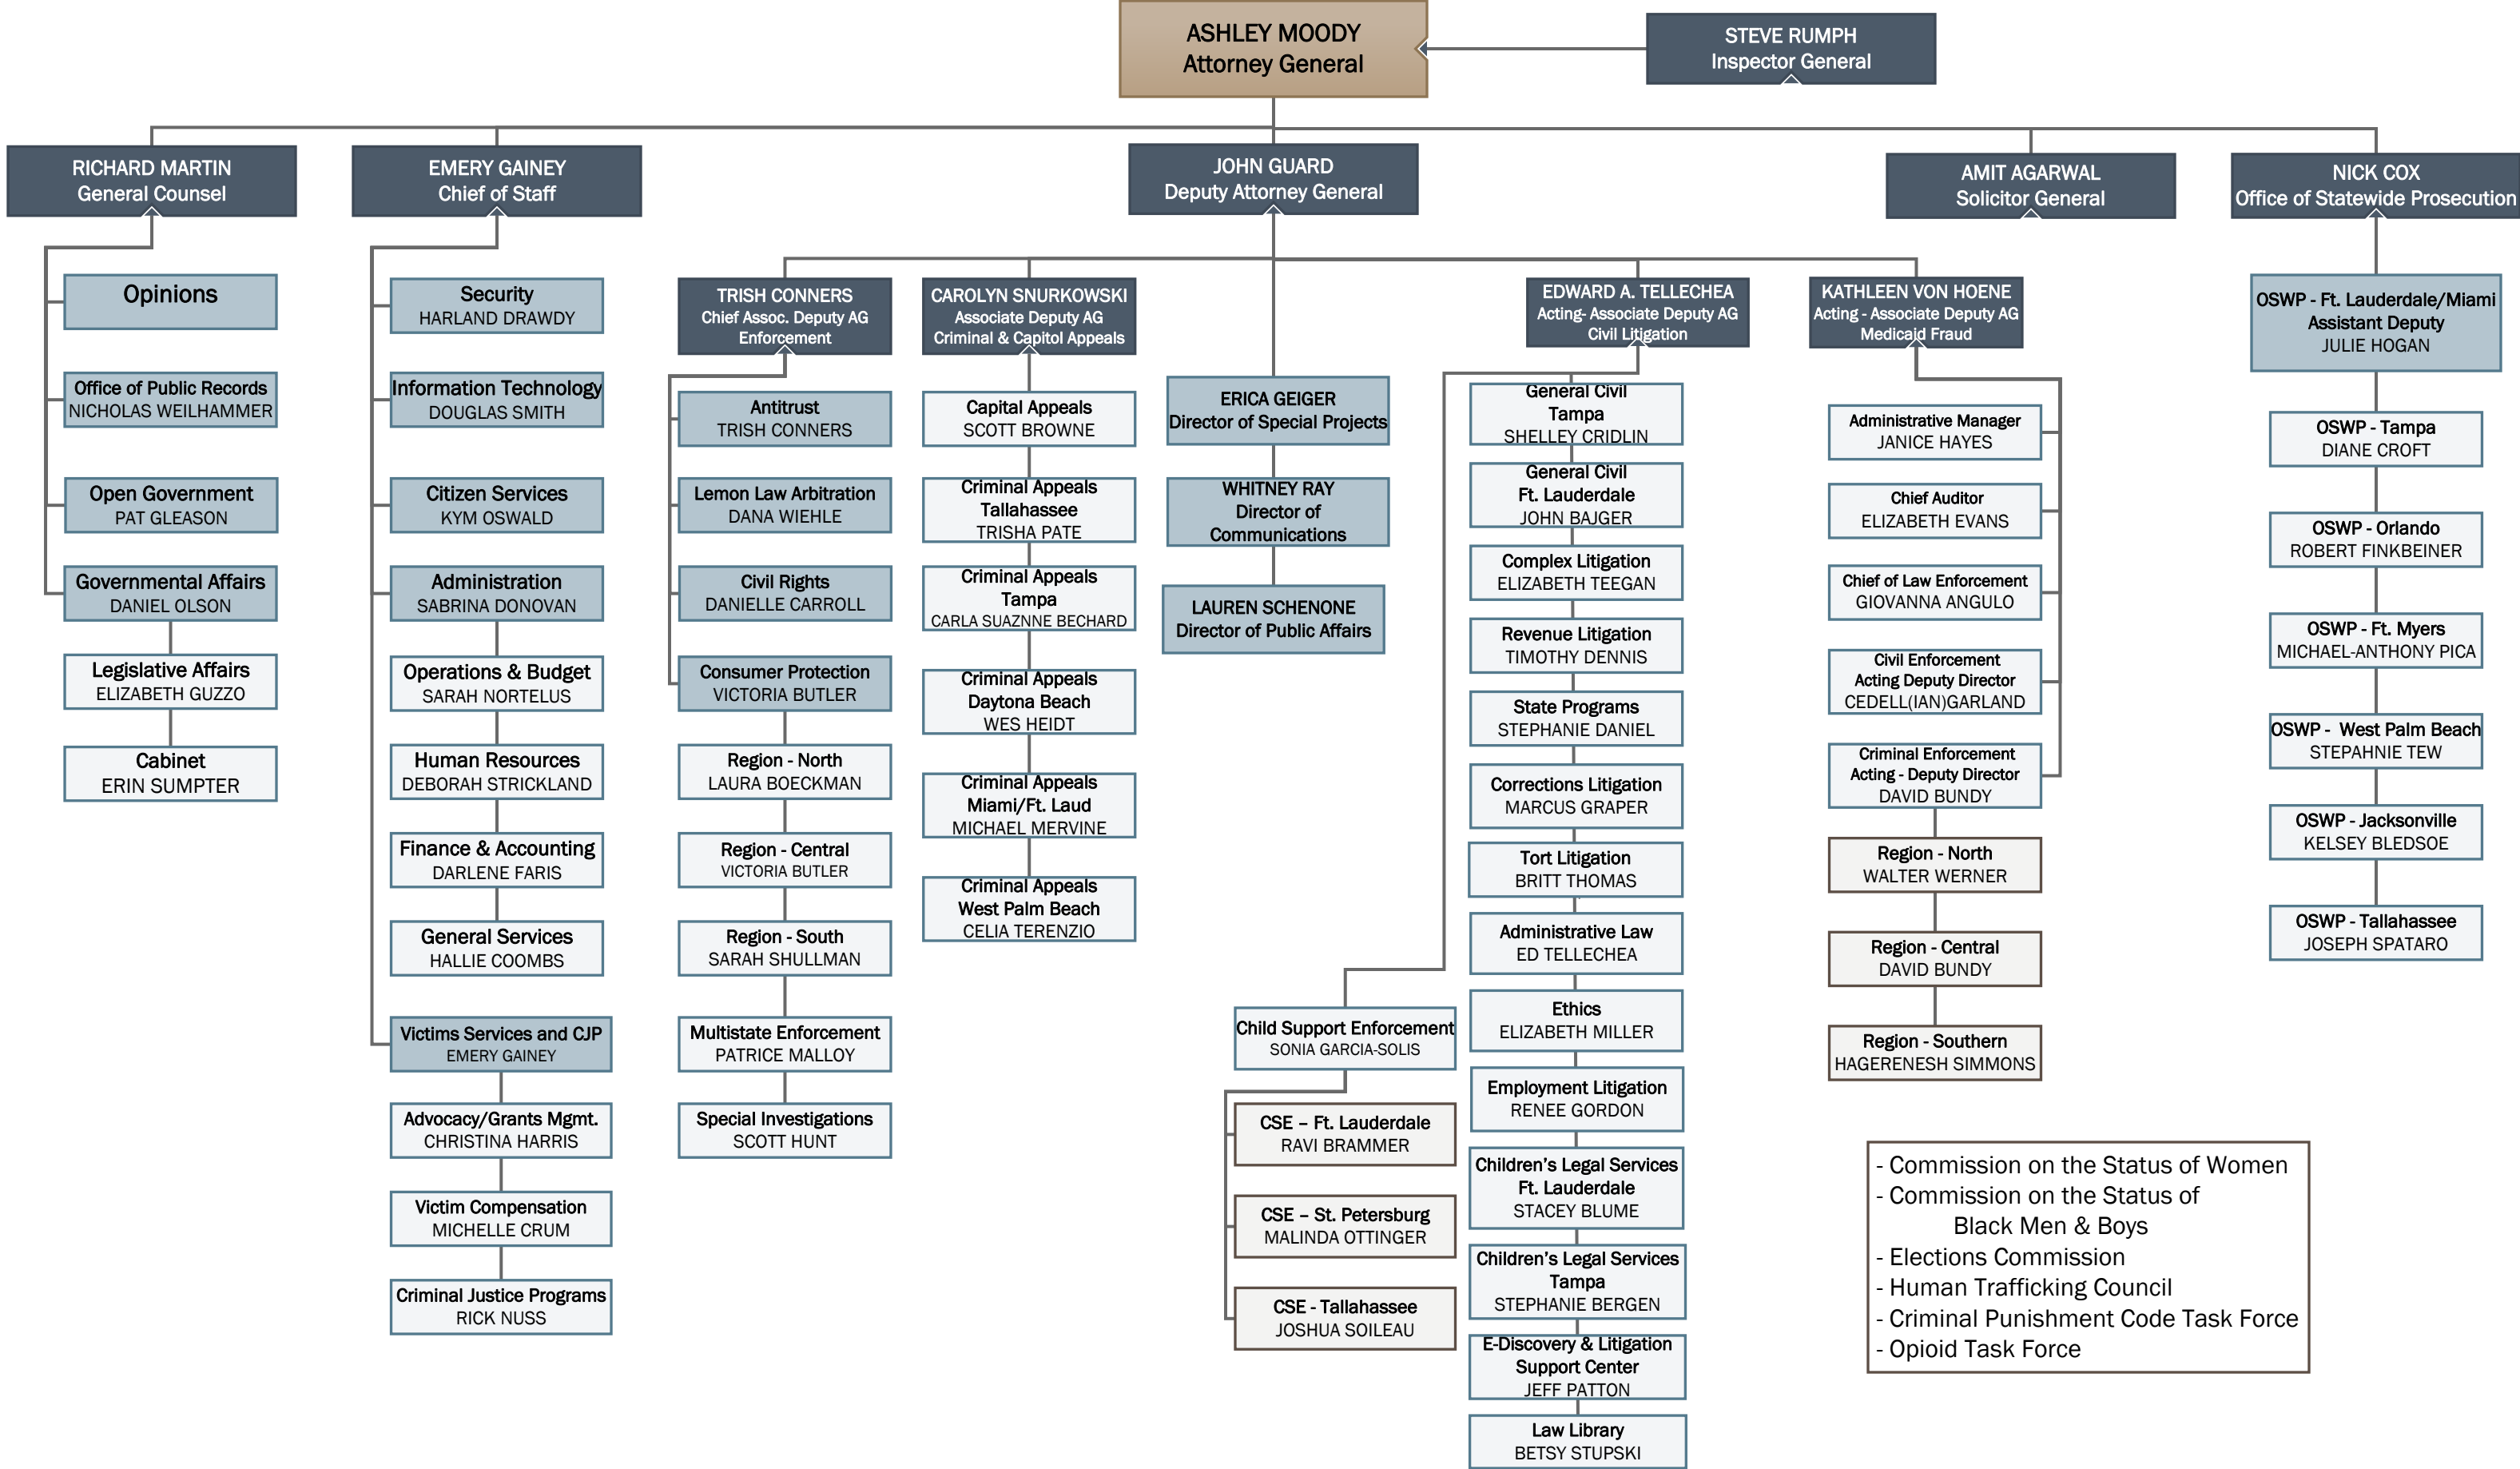 ASHLEY MOODY
Attorney General
STEVE RUMPH
Inspector General
RICHARD MARTIN
General Counsel
EMERY GAINEY
Chief of Staff
JOHN GUARD
Deputy Attorney General
AMIT AGARWAL
Solicitor General
NICK COX
Office of Statewide Prosecution
Opinions
Office of Public Records
NICHOLAS WEILHAMMER
Open Government
PAT GLEASON
Governmental Affairs
DANIEL OLSON
Legislative Affairs
ELIZABETH GUZZO
Cabinet
ERIN SUMPTER
Security
HARLAND DRAWDY
Information Technology
DOUGLAS SMITH
Citizen Services
KYM OSWALD
Administration
SABRINA DONOVAN
Operations & Budget
SARAH NORTELUS
Human Resources
DEBORAH STRICKLAND
Finance & Accounting
DARLENE FARIS
General Services
HALLIE COOMBS
Victims Services and CJP
EMERY GAINEY
Advocacy/Grants Mgmt.
CHRISTINA HARRIS
Victim Compensation
MICHELLE CRUM
Criminal Justice Programs
RICK NUSS
TRISH CONNERS
Chief Assoc. Deputy AG
Enforcement
Antitrust
TRISH CONNERS
Lemon Law Arbitration
DANA WIEHLE
Civil Rights
DANIELLE CARROLL
Consumer Protection
VICTORIA BUTLER
Region - North
LAURA BOECKMAN
Region - Central
VICTORIA BUTLER
Region - South
SARAH SHULLMAN
Multistate Enforcement
PATRICE MALLOY
Special Investigations
SCOTT HUNT
CAROLYN SNURKOWSKI
Associate Deputy AG
Criminal & Capitol Appeals
Capital Appeals
SCOTT BROWNE
Criminal Appeals
Tallahassee
TRISHA PATE
Criminal Appeals
Tampa
CARLA SUAZNNE BECHARD
Criminal Appeals
Daytona Beach
WES HEIDT
Criminal Appeals
Miami/Ft. Laud
MICHAEL MERVINE
Criminal Appeals
West Palm Beach
CELIA TERENZIO
ERICA GEIGER
Director of Special Projects
WHITNEY RAY
Director of
Communications
LAUREN SCHENONE
Director of Public Affairs
EDWARD A. TELLECHEA
Acting- Associate Deputy AG
Civil Litigation
General Civil
Tampa
SHELLEY CRIDLIN
General Civil
Ft. Lauderdale
JOHN BAJGER
Complex Litigation
ELIZABETH TEEGAN
Revenue Litigation
TIMOTHY DENNIS
State Programs
STEPHANIE DANIEL
Corrections Litigation
MARCUS GRAPER
Tort Litigation
BRITT THOMAS
Administrative Law
ED TELLECHEA
Ethics
ELIZABETH MILLER
Employment Litigation
RENEE GORDON
Children's Legal Services
Ft. Lauderdale
STACEY BLUME
Children's Legal Services
Tampa
STEPHANIE BERGEN
E-Discovery & Litigation
Support Center
JEFF PATTON
Law Library
BETSY STUPSKI
Child Support Enforcement
SONIA GARCIA-SOLIS
CSE – Ft. Lauderdale
RAVI BRAMMER
CSE – St. Petersburg
MALINDA OTTINGER
CSE - Tallahassee
JOSHUA SOILEAU
KATHLEEN VON HOENE
Acting - Associate Deputy AG
Medicaid Fraud
Administrative Manager
JANICE HAYES
Chief Auditor
ELIZABETH EVANS
Chief of Law Enforcement
GIOVANNA ANGULO
Civil Enforcement
Acting Deputy Director
CEDELL(IAN)GARLAND
Criminal Enforcement
Acting - Deputy Director
DAVID BUNDY
Region - North
WALTER WERNER
Region - Central
DAVID BUNDY
Region - Southern
HAGERENESH SIMMONS
OSWP - Ft. Lauderdale/Miami
Assistant Deputy
JULIE HOGAN
OSWP - Tampa
DIANE CROFT
OSWP - Orlando
ROBERT FINKBEINER
OSWP - Ft. Myers
MICHAEL-ANTHONY PICA
OSWP - West Palm Beach
STEPAHNIE TEW
OSWP - Jacksonville
KELSEY BLEDSOE
OSWP - Tallahassee
JOSEPH SPATARO
- Commission on the Status of Women
- Commission on the Status of
Black Men & Boys
- Elections Commission
- Human Trafficking Council
- Criminal Punishment Code Task Force
- Opioid Task Force